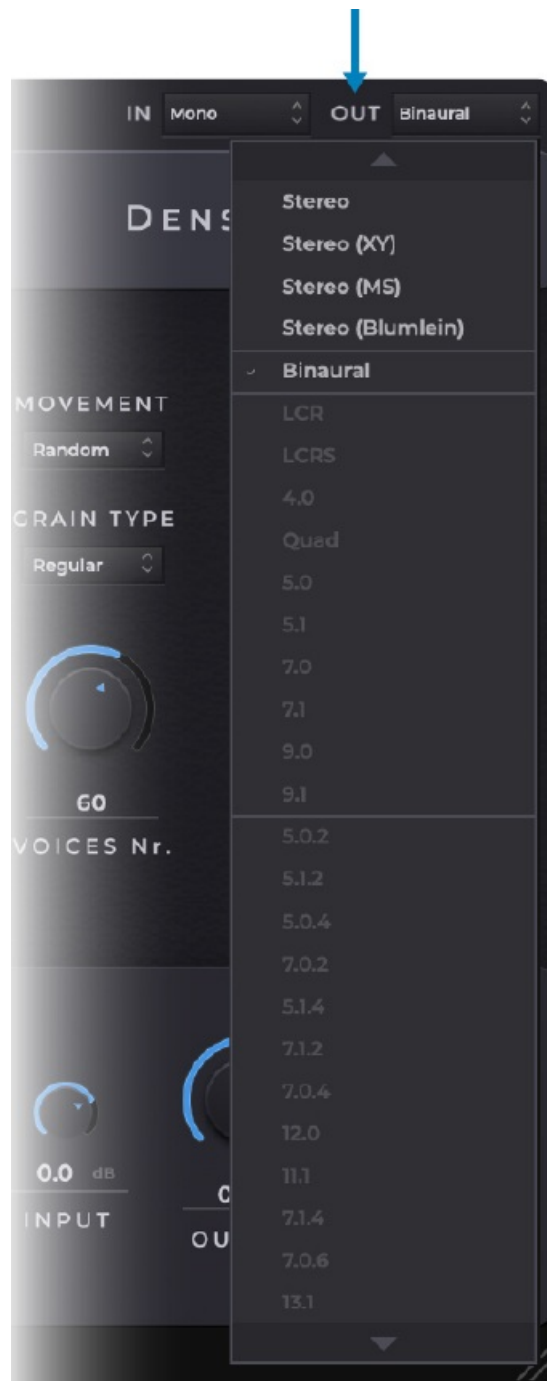 IN Mono OUT Binaural
DENS
Stereo
Stereo (XY)
Stereo (MS)
Stereo (Blumlein)
Binaural
LCR
LCRS
4.0
Quad
5.0
5.1
7.0
7.1
9.0
9.1
5.0.2
5.1.2
5.0.4
7.0.2
5.1.4
7.1.2
7.0.4
12.0
11.1
7.1.4
7.0.6
13.1
MOVEMENT
Random
GRAIN TYPE
Regular
60
VOICES Nr.
0.0 dB
INPUT
0
OU